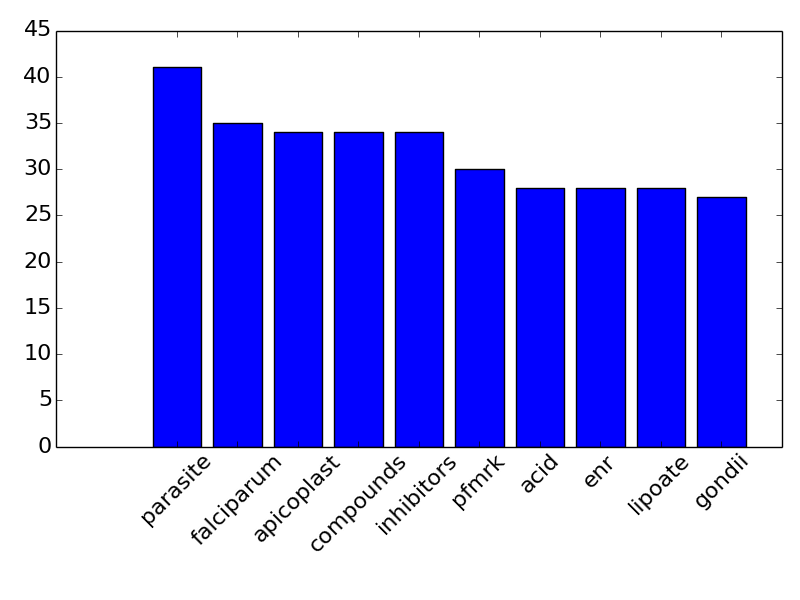 45
40
35
30
25
20
15
10
5
0
parasite
falciparum
apicoplast
compounds
inhibitors
pfmrk
acid
enr
lipoate
gondii